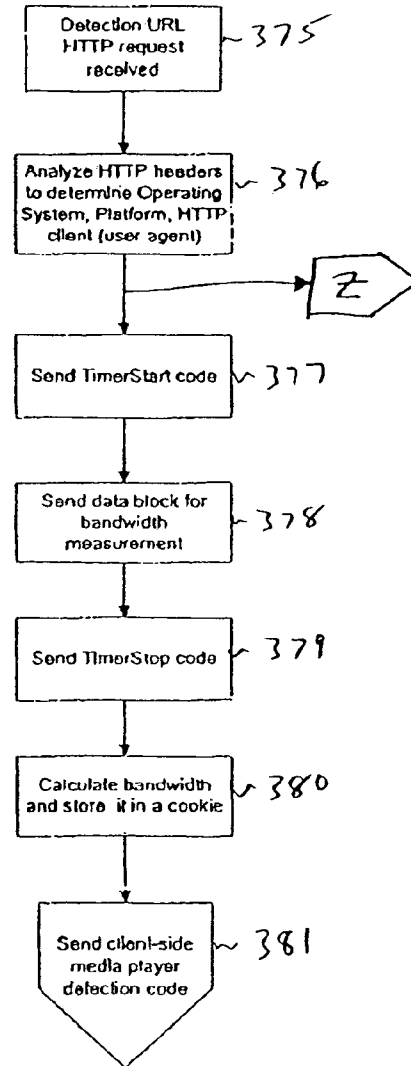 Detection URL
HTTP request
received
375
Analyze HTTP headers
to determine Operating
System, Platform, HTTP
client (user agent)
376
Z
Send TimerStart code
377
Send data block for
bandwidth
measurement
378
Send TimerStop code
379
Calculate bandwidth
and store it in a cookie
380
Send client-side
media player
detection code
381